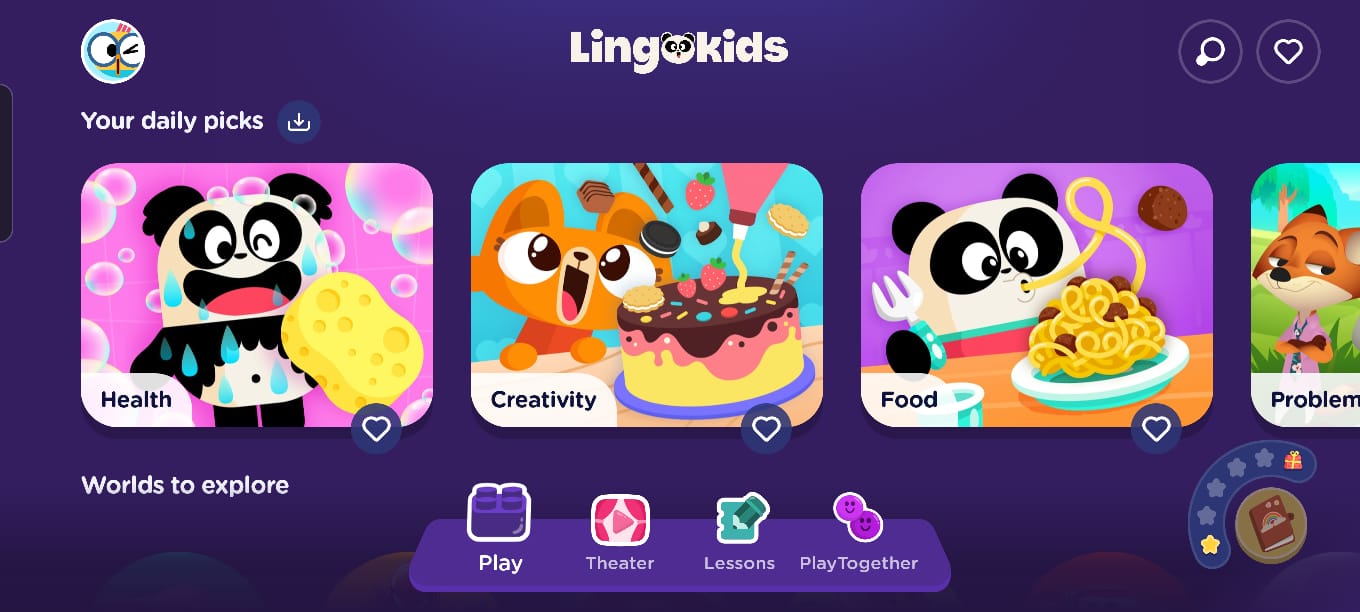 Lingokids
Your daily picks
Health
Creativity
Food
Problem
Worlds to explore
Play
Theater
Lessons
PlayTogether